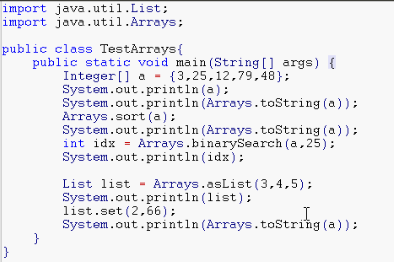 import java.util.List;
import java.util.Arrays;
public class TestArrays{
public static void main(String[] args) {
Integer[] a = {3,25,12,79,48};
System.out.println(a);
System.out.println(Arrays.toString(a));
Arrays.sort(a);
System.out.println(Arrays.toString(a));
int idx = Arrays.binarySearch(a,25);
System.out.println(idx);
List list = Arrays.asList(3,4,5);
System.out.println(list);
list.set(2,66);
System.out.println(Arrays.toString(a));
}
}